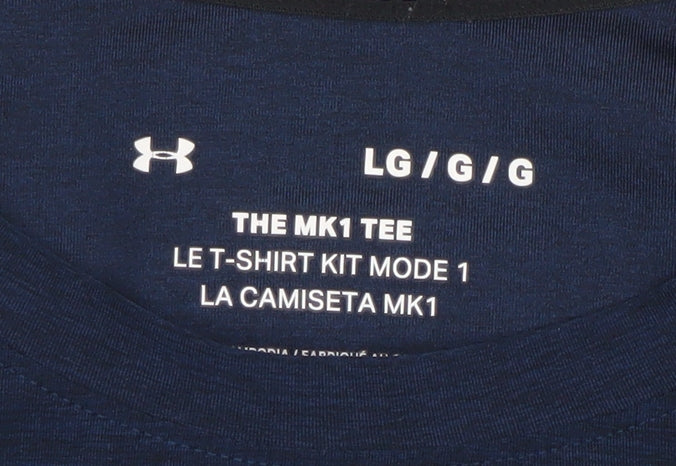 LG / G / G
THE MK1 TEE
LE T-SHIRT KIT MODE 1
LA CAMISETA MK1